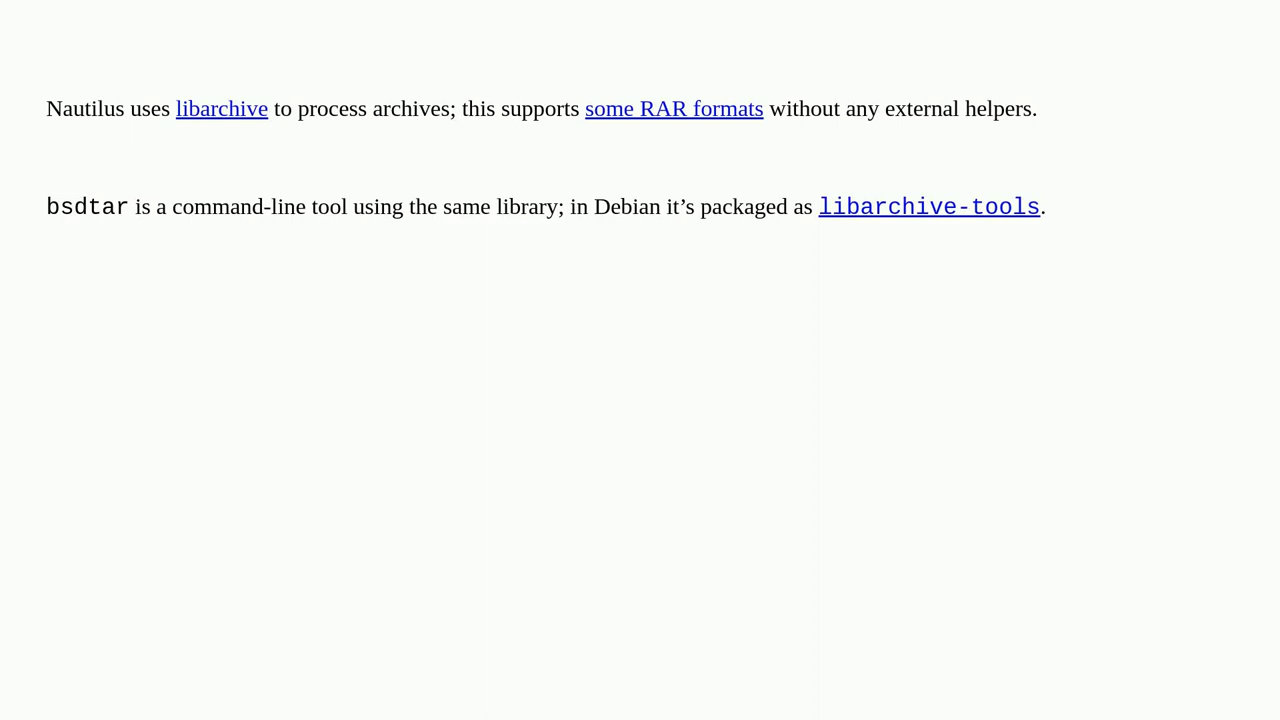 Nautilus uses libarchive to process archives; this supports some RAR formats without any external helpers.
bsdtar is a command-line tool using the same library; in Debian it’s packaged as libarchive-tools.